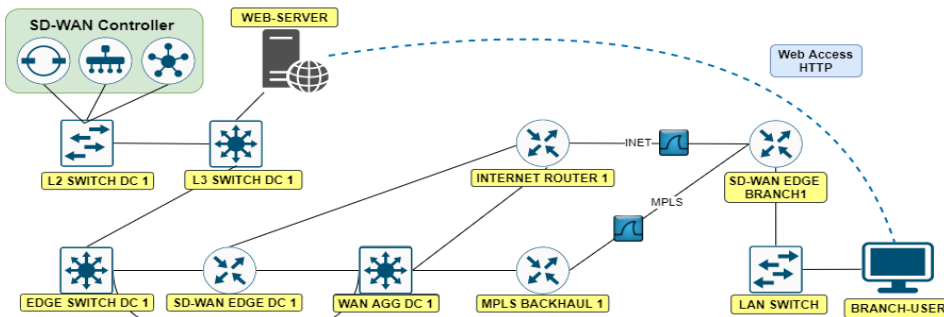 SD-WAN Controller
WEB-SERVER
Web Access
HTTP
INET
L2 SWITCH DC 1
L3 SWITCH DC 1
INTERNET ROUTER 1
SD-WAN EDGE
BRANCH1
MPLS
EDGE SWITCH DC 1
SD-WAN EDGE DC 1
WAN AGG DC 1
MPLS BACKHAUL 1
LAN SWITCH
BRANCH-USER